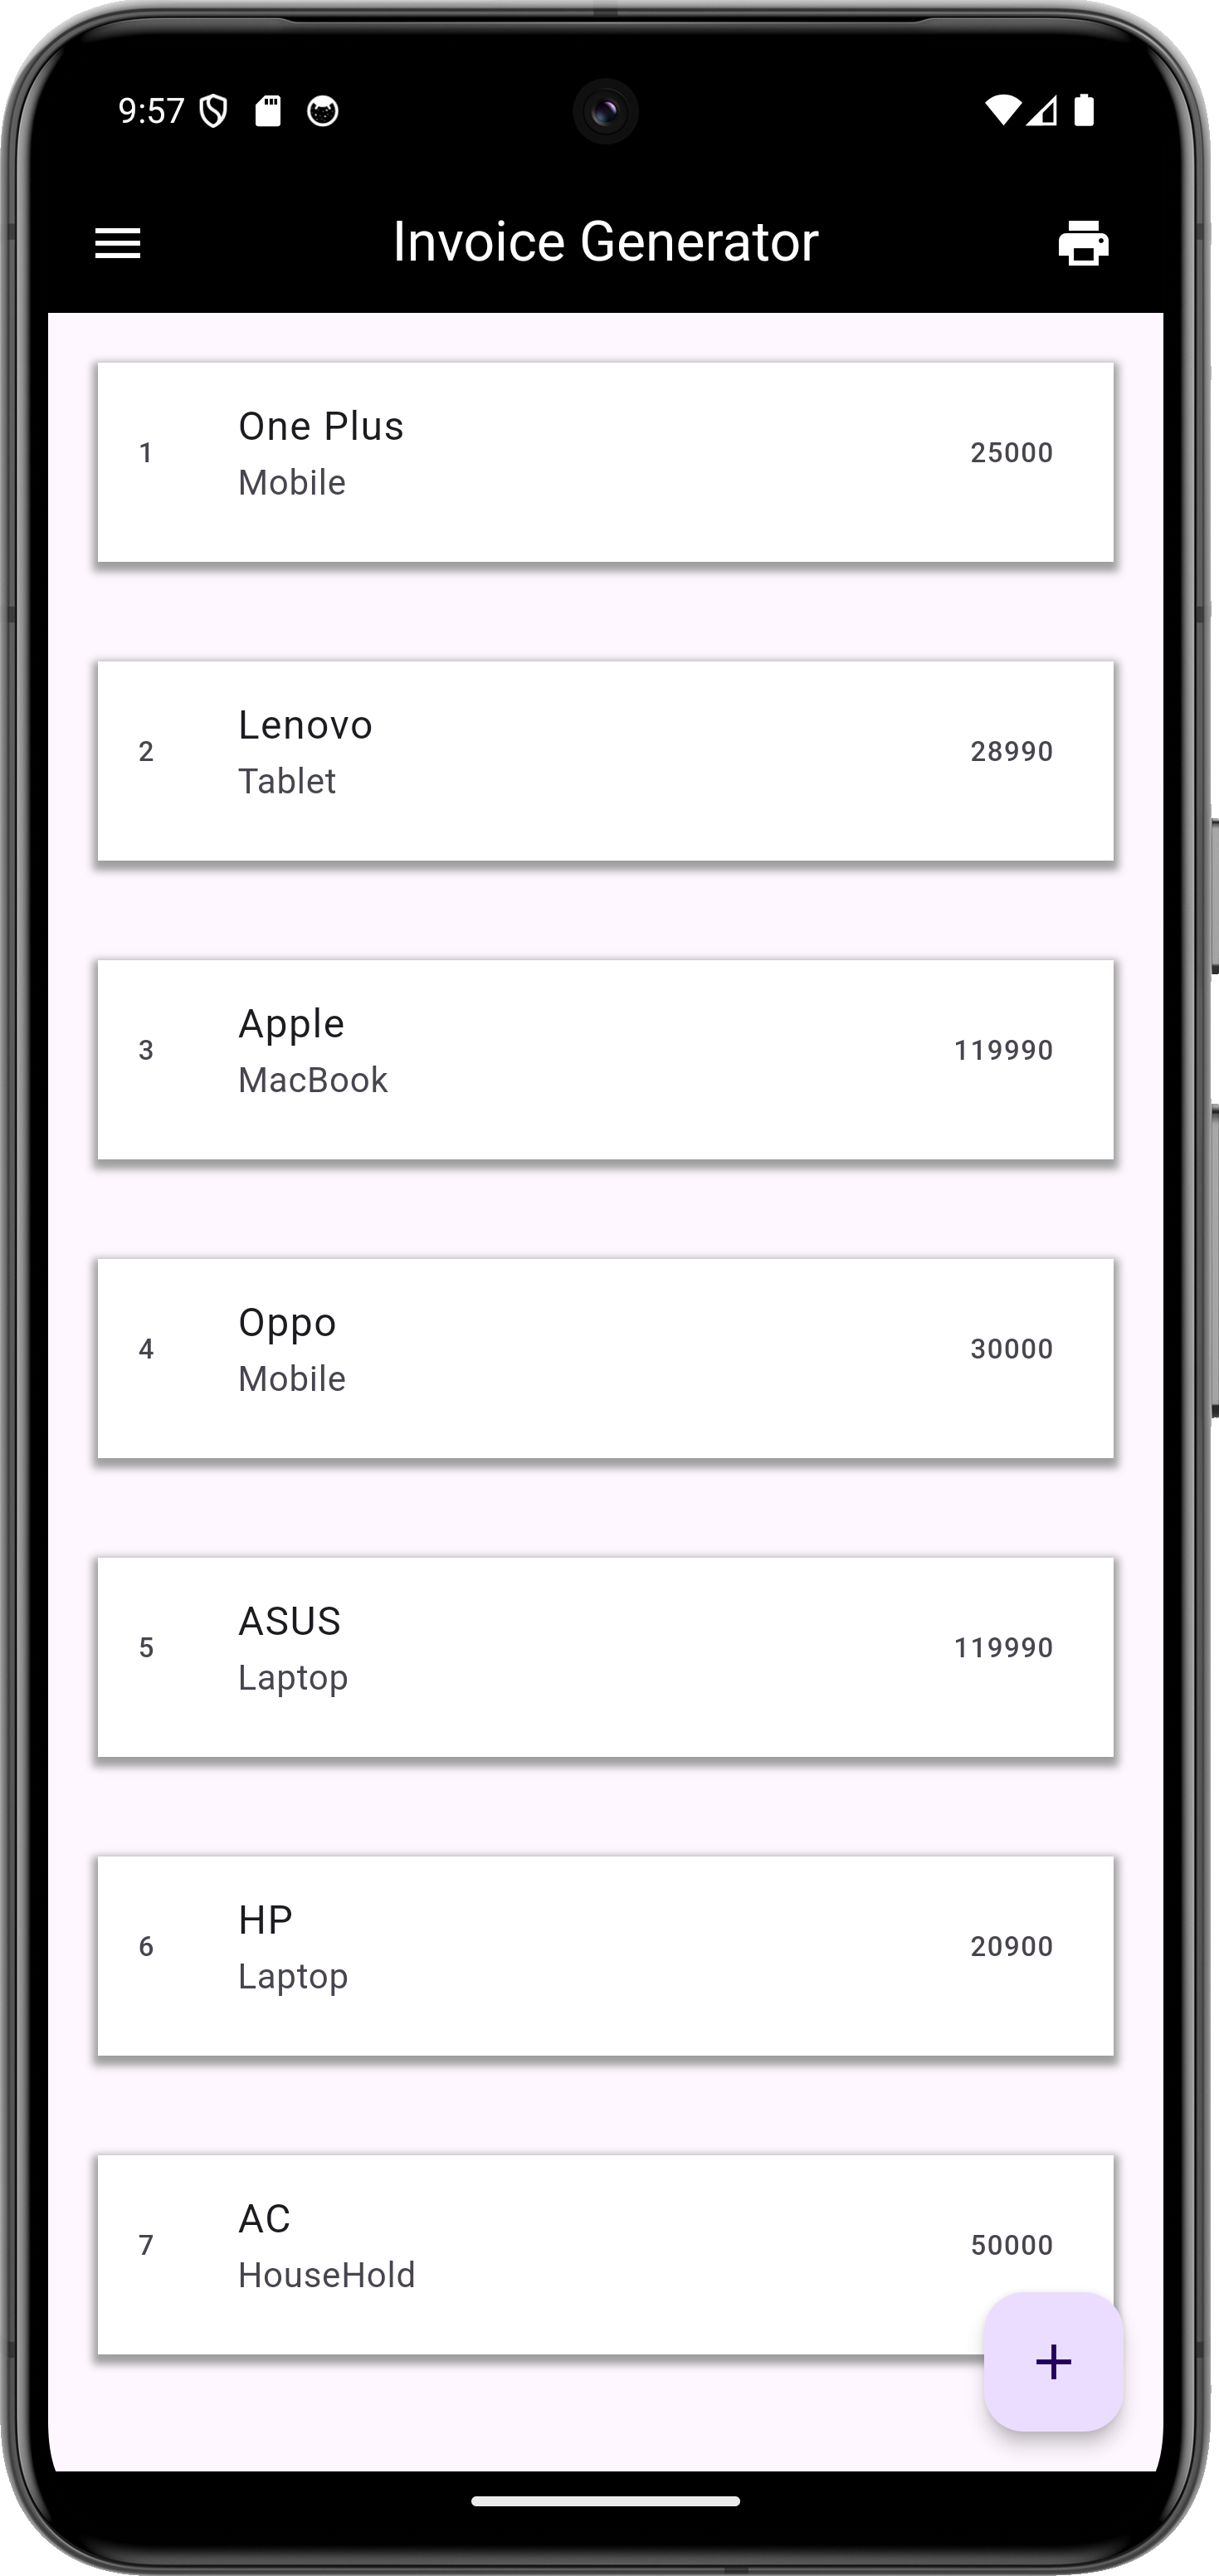 9:57
Invoice Generator
1
One Plus
Mobile
25000
2
Lenovo
Tablet
28990
3
Apple
MacBook
119990
4
Oppo
Mobile
30000
5
ASUS
Laptop
119990
6
HP
Laptop
20900
7
AC
HouseHold
50000
+